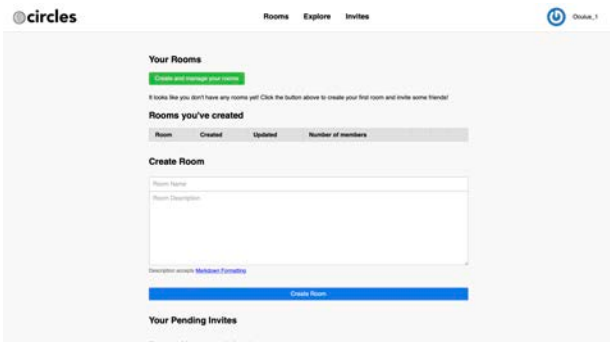 circles
Rooms Explore Invites
Oculus_1
Your Rooms
Create and manage your rooms
It looks like you don't have any rooms yet! Click the button above to create your first room and invite some friends!
Rooms you've created
Room Created Updated Number of members
Create Room
Room Name
Room Description
Description accepts Markdown Formatting
Create Room
Your Pending Invites